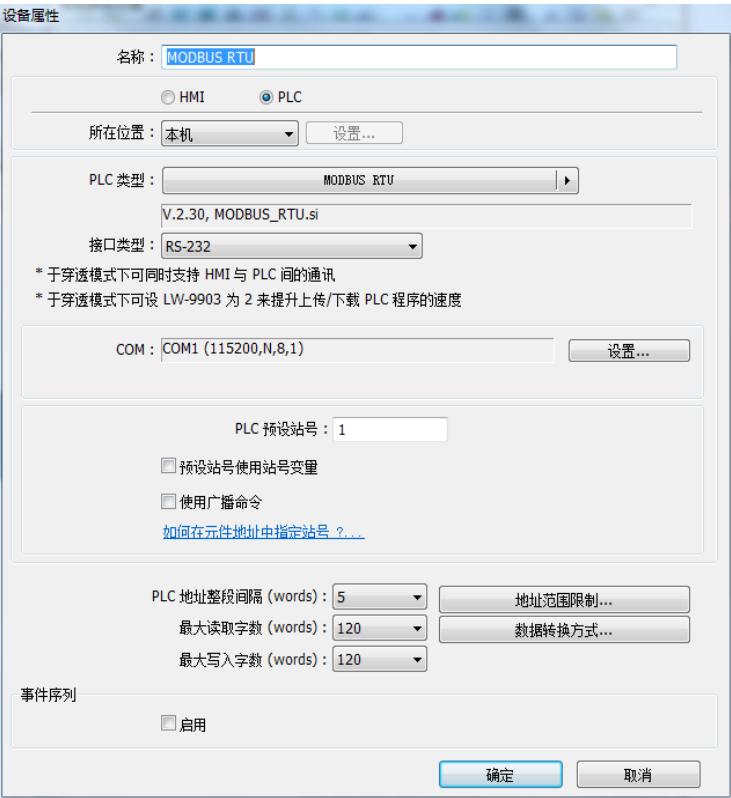 设备属性
名称： MODBUS RTU
HMI PLC
所在位置： 本机 设置...
PLC 类型： MODBUS RTU
V.2.30, MODBUS_RTU.si
接口类型： RS-232
* 于穿透模式下可同时支持 HMI 与 PLC 间的通讯
* 于穿透模式下可设 LW-9903 为 2 来提升上传/下载 PLC 程序的速度
COM： COM1 (115200,N,8,1) 设置...
PLC 预设站号： 1
预设站号使用站号变量
使用广播命令
如何在元件地址中指定站号 ?...
PLC 地址整段间隔 (words)： 5 地址范围限制...
最大读取字数 (words)： 120 数据转换方式...
最大写入字数 (words)： 120
事件序列
启用
确定 取消